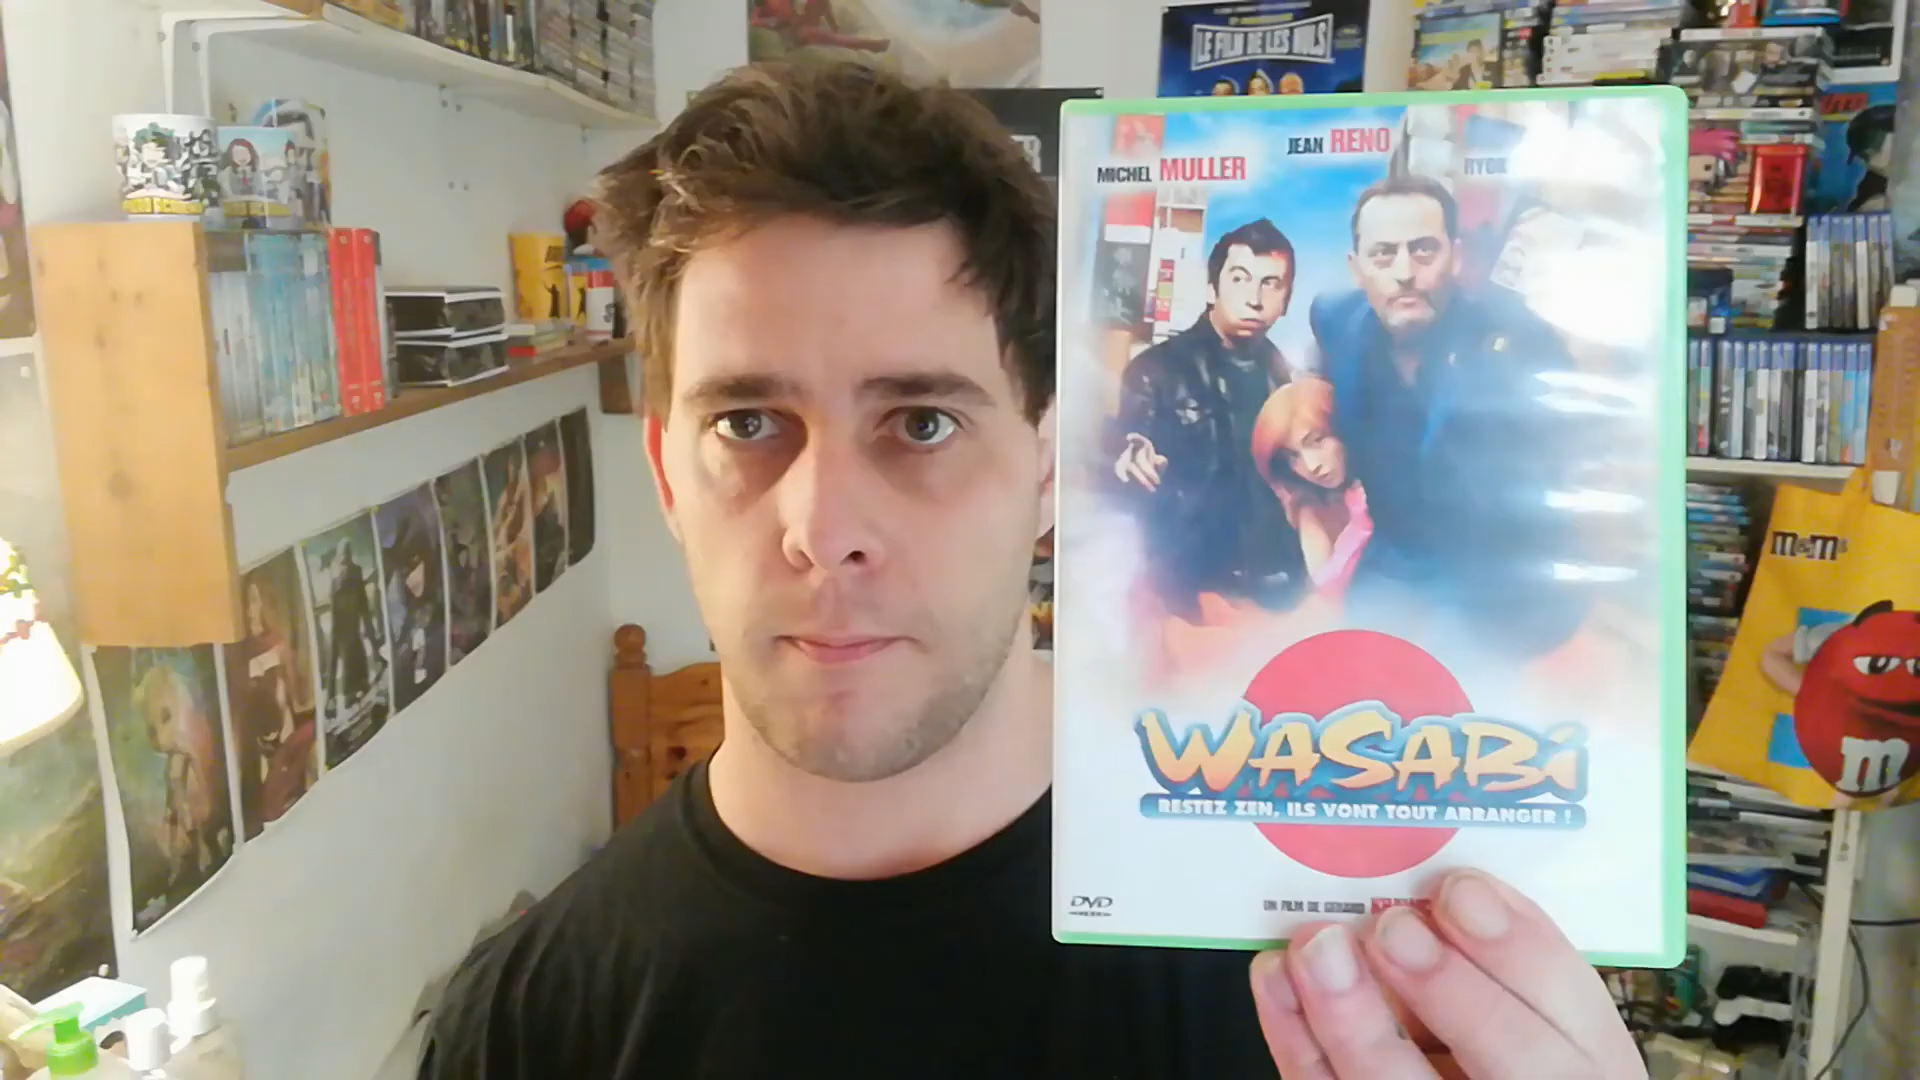 LE FILM DE LES NULS
JEAN RENO
MICHEL MULLER
RYOK
WASABI
RESTEZ ZEN, ILS VONT TOUT ARRANGER !
DVD
UN FILM DE GERARD
m&m's
m